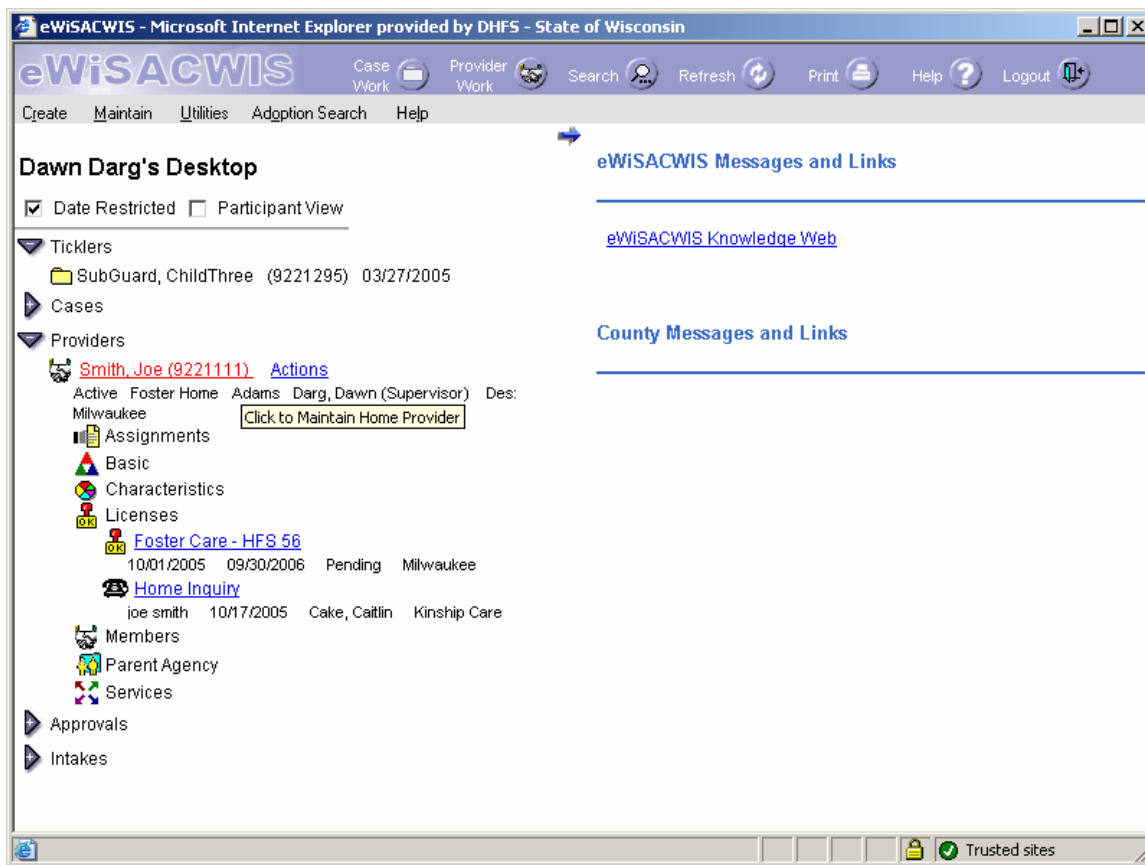 eWiSACWIS - Microsoft Internet Explorer provided by DHFS - State of Wisconsin
eWiSACWIS
Case Work
Provider Work
Search
Refresh
Print
Help
Logout
Create Maintain Utilities Adoption Search Help
Dawn Darg's Desktop
Date Restricted Participant View
Ticklers
SubGuard, ChildThree (9221295) 03/27/2005
Cases
Providers
Smith, Joe (9221111) Actions
Active Foster Home Adams Darg, Dawn (Supervisor) Des:
Milwaukee
Click to Maintain Home Provider
Assignments
Basic
Characteristics
OK Licenses
OK Foster Care - HFS 56
10/01/2005 09/30/2006 Pending Milwaukee
Home Inquiry
joe smith 10/17/2005 Cake, Caitlin Kinship Care
Members
Parent Agency
Services
Approvals
Intakes
eWiSACWIS Messages and Links
eWiSACWIS Knowledge Web
County Messages and Links
Trusted sites